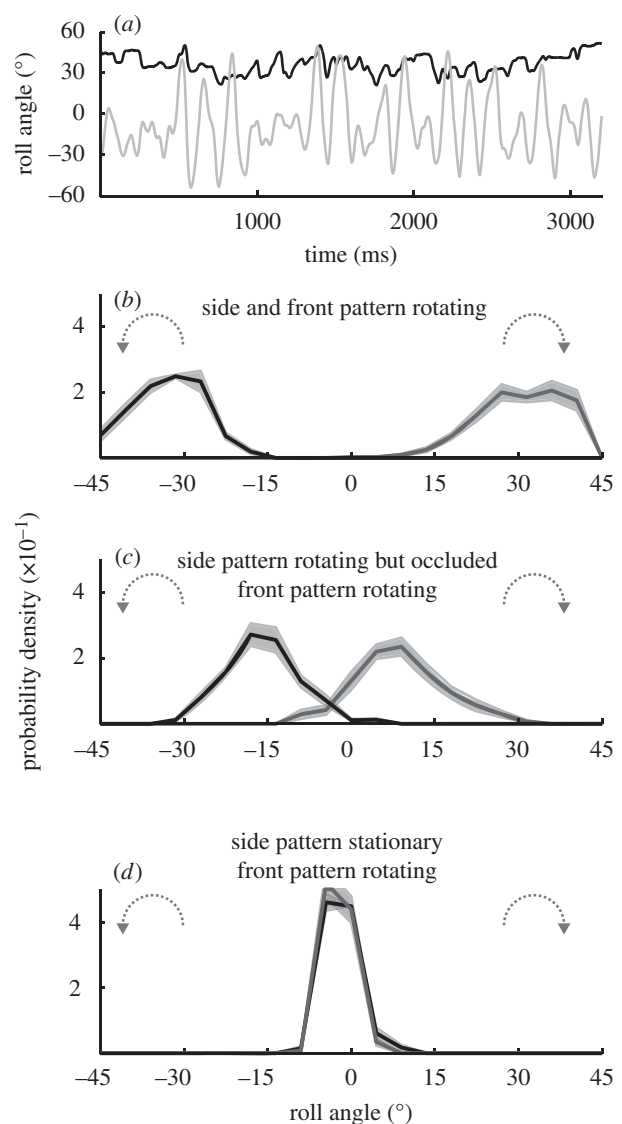 (a)
60
30
0
–30
–60
roll angle (°)
1000 2000 3000
time (ms)
(b)
side and front pattern rotating
4
2
–45 –30 –15 0 15 30 45
probability density (×10⁻¹)
(c)
side pattern rotating but occluded
front pattern rotating
4
2
–45 –30 –15 0 15 30 45
side pattern stationary
front pattern rotating
(d)
4
2
–45 –30 –15 0 15 30 45
roll angle (°)